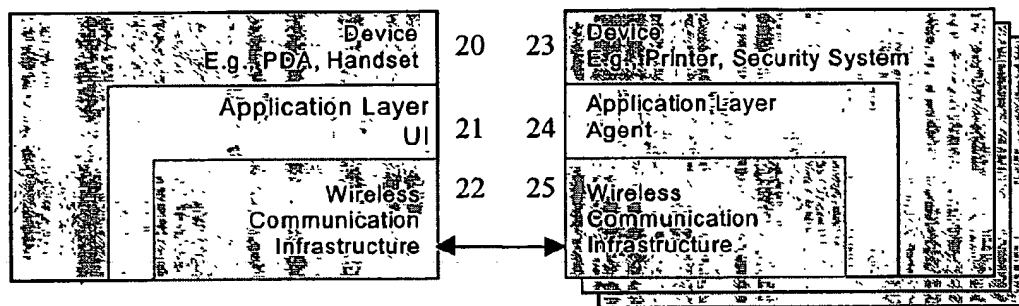 Device
E.g. PDA, Handset
20
Application Layer
UI
21
Wireless
Communication
Infrastructure
22
23
Device
E.g. Printer, Security System
24
Application Layer
Agent
25
Wireless
Communication
Infrastructure